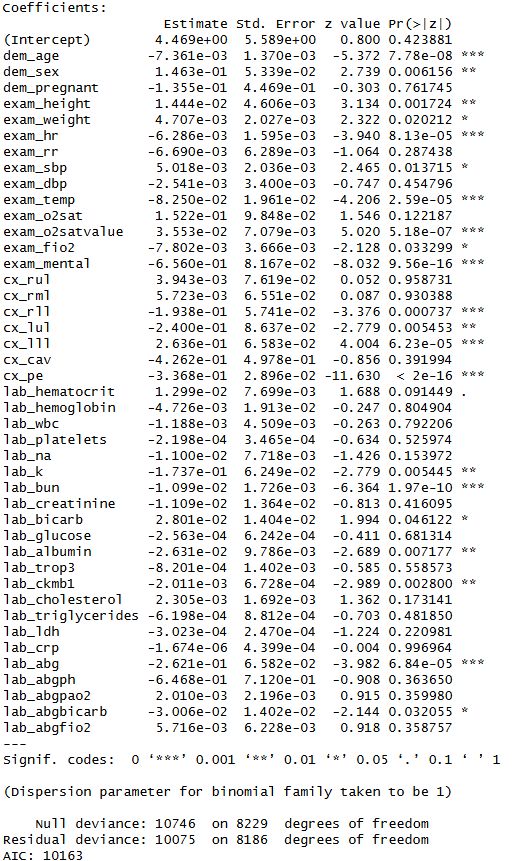 Coefficients:
Estimate Std. Error z value Pr(>|z|)
(Intercept) 4.469e+00 5.589e+00 0.800 0.423881
dem_age -7.361e-03 1.370e-03 -5.372 7.78e-08 ***
dem_sex 1.463e-01 5.339e-02 2.739 0.006156 **
dem_pregnant -1.355e-01 4.469e-01 -0.303 0.761745
exam_height 1.444e-02 4.606e-03 3.134 0.001724 **
exam_weight 4.707e-03 2.027e-03 2.322 0.020212 *
exam_hr -6.286e-03 1.595e-03 -3.940 8.13e-05 ***
exam_rr -6.690e-03 6.289e-03 -1.064 0.287438
exam_sbp 5.018e-03 2.036e-03 2.465 0.013715 *
exam_dbp -2.541e-03 3.400e-03 -0.747 0.454796
exam_temp -8.250e-02 1.961e-02 -4.206 2.59e-05 ***
exam_o2sat 1.522e-01 9.848e-02 1.546 0.122187
exam_o2satvalue 3.553e-02 7.079e-03 5.020 5.18e-07 ***
exam_fio2 -7.802e-03 3.666e-03 -2.128 0.033299 *
exam_mental -6.560e-01 8.167e-02 -8.032 9.56e-16 ***
cx_rul 3.943e-03 7.619e-02 0.052 0.958731
cx_rml 5.723e-03 6.551e-02 0.087 0.930388
cx_rll -1.938e-01 5.741e-02 -3.376 0.000737 ***
cx_lul -2.400e-01 8.637e-02 -2.779 0.005453 **
cx_lll 2.636e-01 6.583e-02 4.004 6.23e-05 ***
cx_cav -4.262e-01 4.978e-01 -0.856 0.391994
cx_pe -3.368e-01 2.896e-02 -11.630 < 2e-16 ***
lab_hematocrit 1.299e-02 7.699e-03 1.688 0.091449 .
lab_hemoglobin -4.726e-03 1.913e-02 -0.247 0.804904
lab_wbc -1.188e-03 4.509e-03 -0.263 0.792206
lab_platelets -2.198e-04 3.465e-04 -0.634 0.525974
lab_na -1.100e-02 7.718e-03 -1.426 0.153972
lab_k -1.737e-01 6.249e-02 -2.779 0.005445 **
lab_bun -1.099e-02 1.726e-03 -6.364 1.97e-10 ***
lab_creatinine -1.109e-02 1.364e-02 -0.813 0.416095
lab_bicarb 2.801e-02 1.404e-02 1.994 0.046122 *
lab_glucose -2.563e-04 6.242e-04 -0.411 0.681314
lab_albumin -2.631e-02 9.786e-03 -2.689 0.007177 **
lab_trop3 -8.201e-04 1.402e-03 -0.585 0.558573
lab_ckmb1 -2.011e-03 6.728e-04 -2.989 0.002800 **
lab_cholesterol 2.305e-03 1.692e-03 1.362 0.173141
lab_triglycerides -6.198e-04 8.812e-04 -0.703 0.481850
lab_ldh -3.023e-04 2.470e-04 -1.224 0.220981
lab_crp -1.674e-06 4.399e-04 -0.004 0.996964
lab_abg -2.621e-01 6.582e-02 -3.982 6.84e-05 ***
lab_abgph -6.468e-01 7.120e-01 -0.908 0.363650
lab_abgpao2 2.010e-03 2.196e-03 0.915 0.359980
lab_abgbicarb -3.006e-02 1.402e-02 -2.144 0.032055 *
lab_abgfio2 5.716e-03 6.228e-03 0.918 0.358757
---
Signif. codes: 0 ‘***’ 0.001 ‘**’ 0.01 ‘*’ 0.05 ‘.’ 0.1 ‘ ’ 1
(Dispersion parameter for binomial family taken to be 1)
Null deviance: 10746 on 8229 degrees of freedom
Residual deviance: 10075 on 8186 degrees of freedom
AIC: 10163